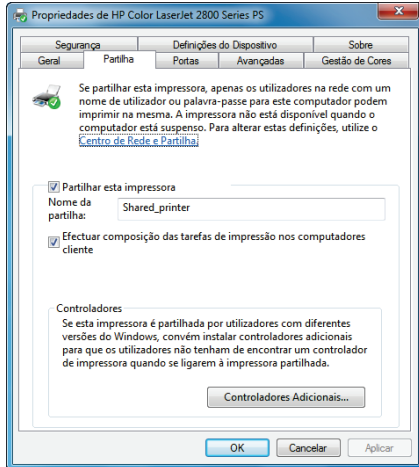 Propriedades de HP Color LaserJet 2800 Series PS
Segurança Definições do Dispositivo Sobre
Geral Partilha Portas Avançadas Gestão de Cores
Se partilhar esta impressora, apenas os utilizadores na rede com um
nome de utilizador ou palavra-passe para este computador podem
imprimir na mesma. A impressora não está disponível quando o
computador está suspenso. Para alterar estas definições, utilize o
Centro de Rede e Partilha.
Partilhar esta impressora
Nome da
partilha:
Shared_printer
Efectuar composição das tarefas de impressão nos computadores
cliente
Controladores
Se esta impressora é partilhada por utilizadores com diferentes
versões do Windows, convém instalar controladores adicionais
para que os utilizadores não tenham de encontrar um controlador
de impressora quando se ligarem à impressora partilhada.
Controladores Adicionais...
OK Cancelar Aplicar